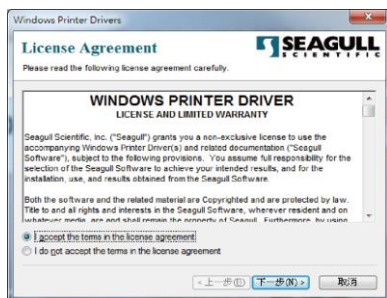 Windows Printer Drivers
License Agreement
SEAGULL
SCIENTIFIC
Please read the following license agreement carefully.
WINDOWS PRINTER DRIVER
LICENSE AND LIMITED WARRANTY
Seagull Scientific, Inc. ("Seagull") grants you a non-exclusive license to use the
accompanying Windows Printer Driver(s) and related documentation ("Seagull
Software"), subject to the following provisions. You assume full responsibility for the
selection of the Seagull Software to achieve your intended results, and for the
installation, use, and results obtained from the Seagull Software.
Both the software and the related material are Copyrighted and are protected by law.
Title to and all rights and interests in the Seagull Software, wherever resident and on
whatever media, are and shall remain the property of Seagull. Furthermore, by using
I accept the terms in the license agreement
I do not accept the terms in the license agreement
<上一步(B) 下一步(N)> 取消